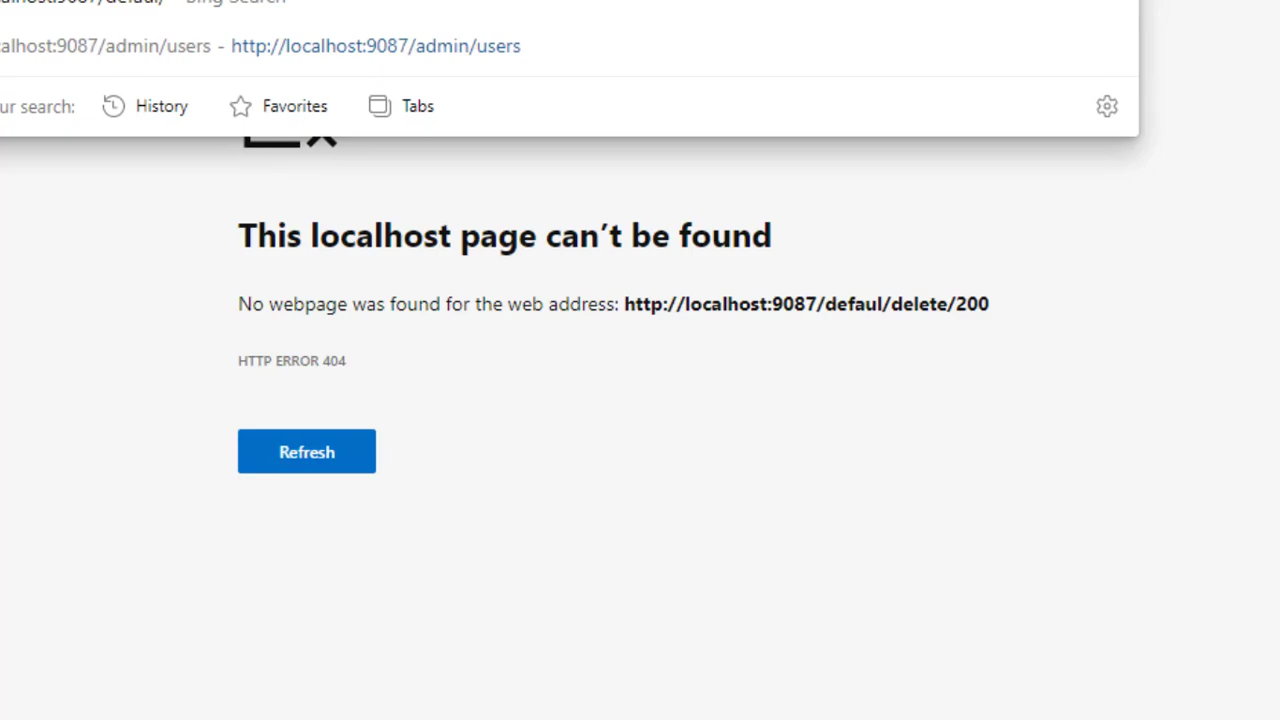 alhost:9087/admin/users - http://localhost:9087/admin/users
ur search: History Favorites Tabs
This localhost page can’t be found
No webpage was found for the web address: http://localhost:9087/defaul/delete/200
HTTP ERROR 404
Refresh